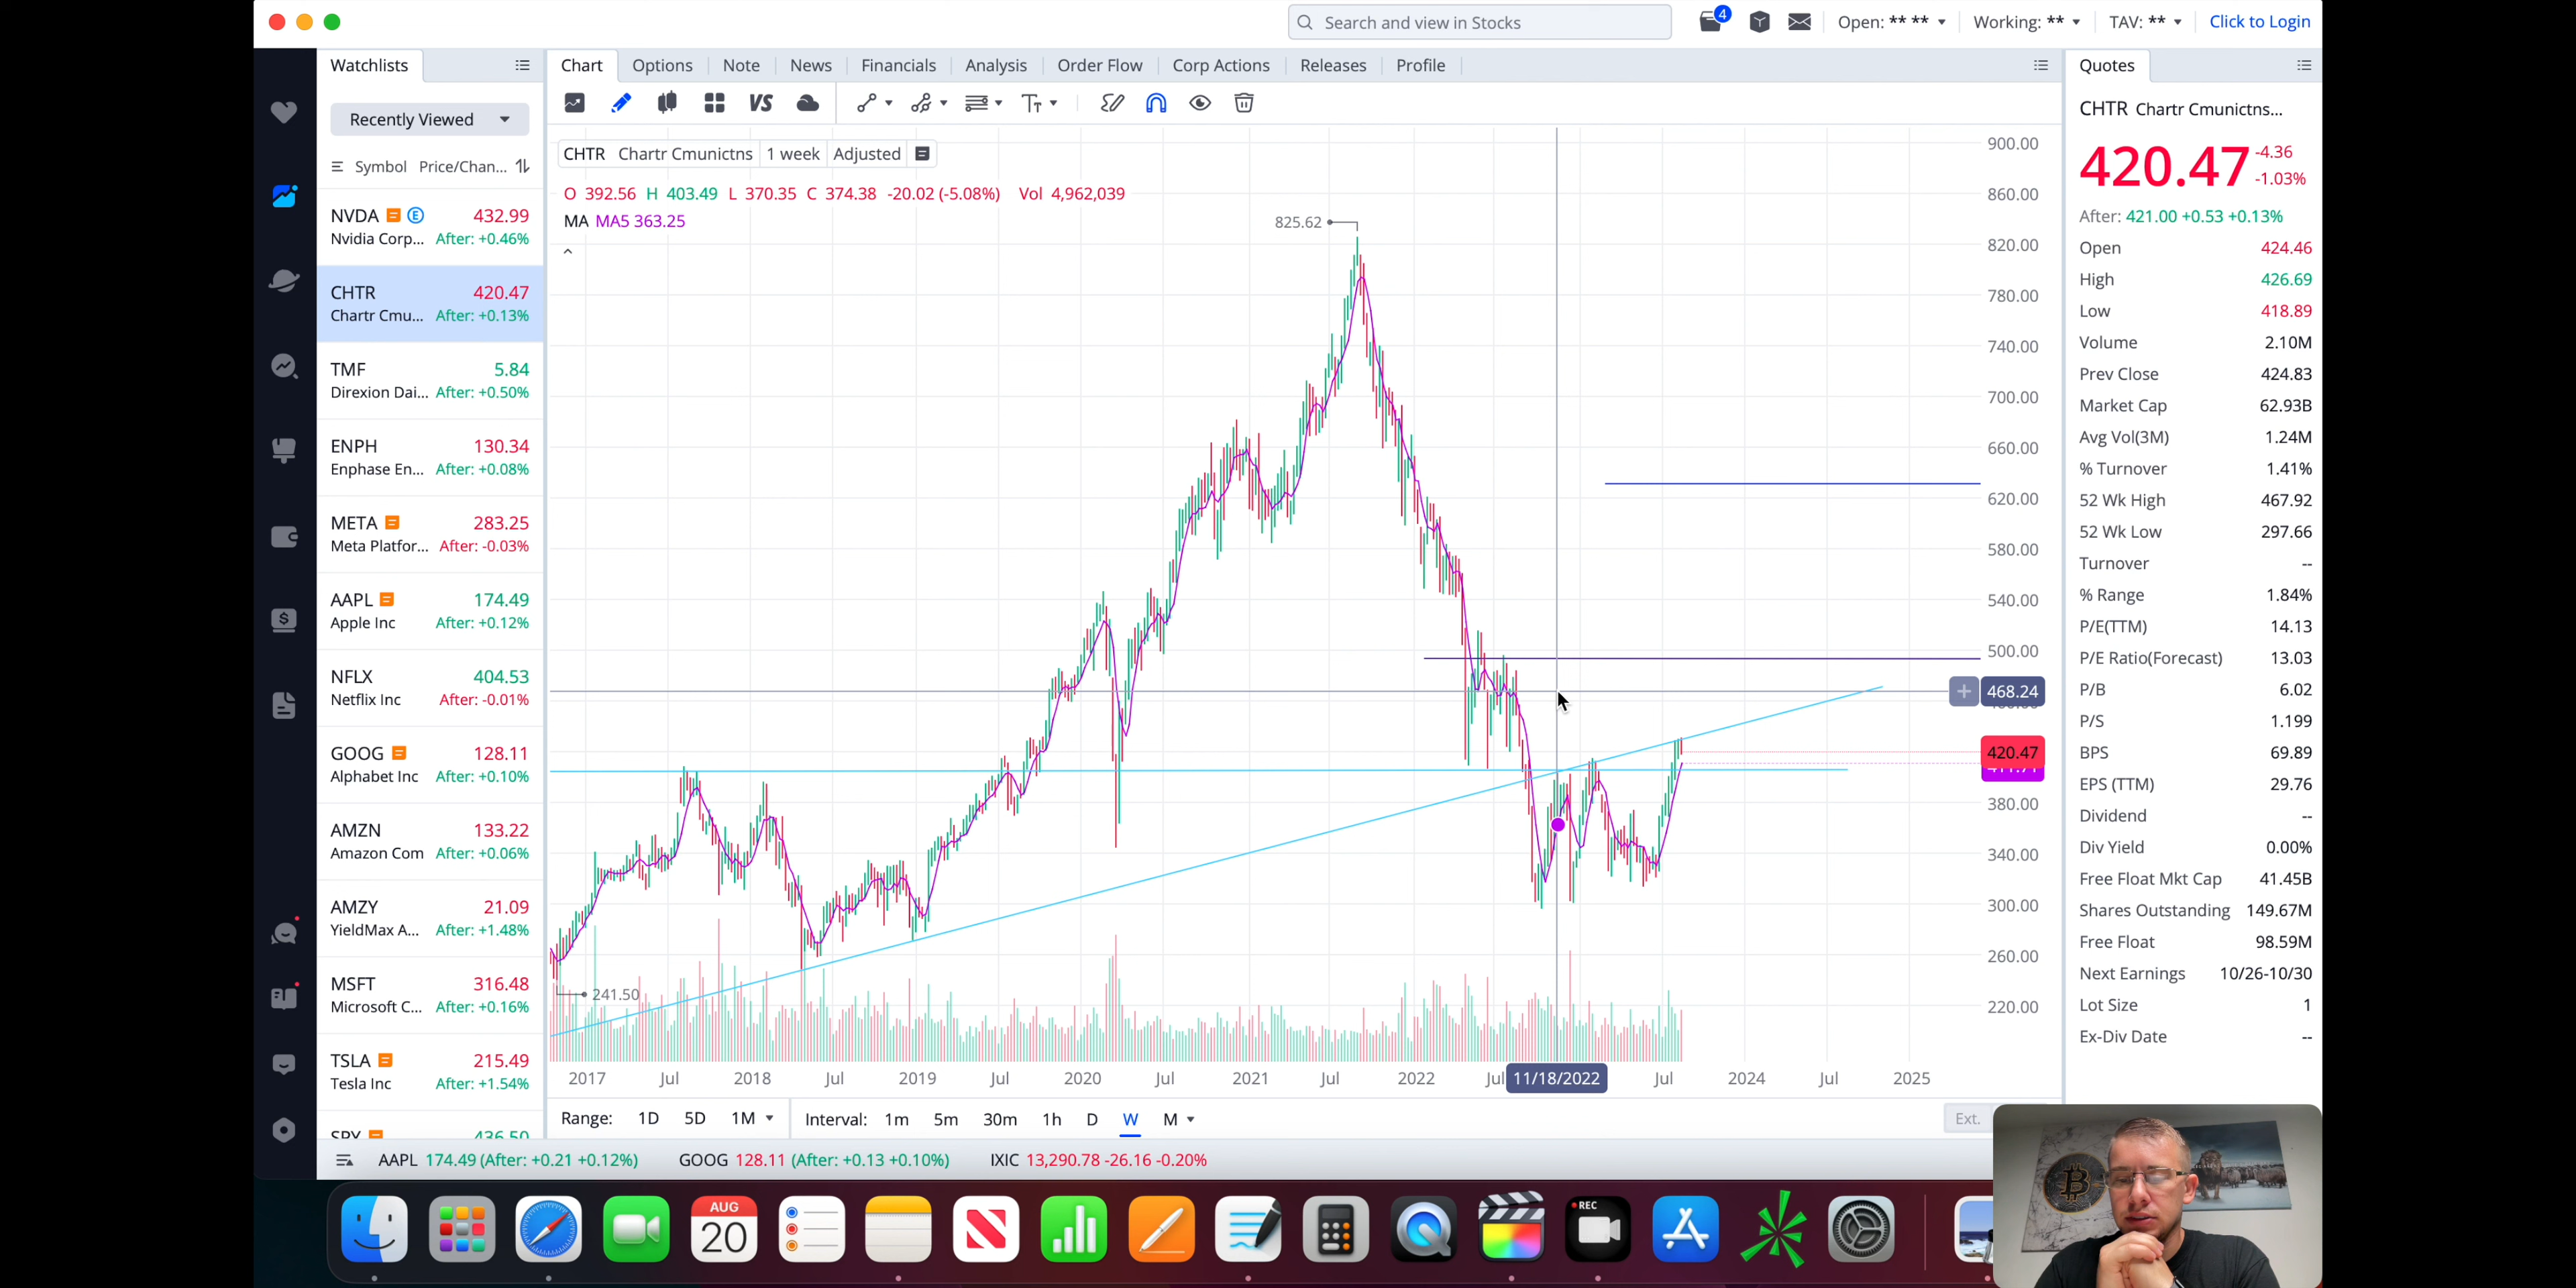 Search and view in Stocks
4
Open: ** **
Working: **
TAV: **
Click to Login
Watchlists
Chart
Options
Note
News
Financials
Analysis
Order Flow
Corp Actions
Releases
Profile
Quotes
Recently Viewed
VS
Tт
Symbol Price/Chan...
NVDA E 432.99
Nvidia Corp... After: +0.46%
CHTR 420.47
Chartr Cmu... After: +0.13%
TMF 5.84
Direxion Dai... After: +0.50%
ENPH 130.34
Enphase En... After: +0.08%
META 283.25
Meta Platfor... After: -0.03%
AAPL 174.49
Apple Inc After: +0.12%
NFLX 404.53
Netflix Inc After: -0.01%
GOOG 128.11
Alphabet Inc After: +0.10%
AMZN 133.22
Amazon Com After: +0.06%
AMZY 21.09
YieldMax A... After: +1.48%
MSFT 316.48
Microsoft C... After: +0.16%
TSLA 215.49
Tesla Inc After: +1.54%
SPY 436.50
CHTR Chartr Cmunictns 1 week Adjusted
O 392.56 H 403.49 L 370.35 C 374.38 -20.02 (-5.08%) Vol 4,962,039
MA MA5 363.25
825.62
241.50
900.00
860.00
820.00
780.00
740.00
700.00
660.00
620.00
580.00
540.00
500.00
468.24
420.47
380.00
340.00
300.00
260.00
220.00
2017 Jul 2018 Jul 2019 Jul 2020 Jul 2021 Jul 2022 Jul 11/18/2022 Jul 2024 Jul 2025
Range: 1D 5D 1M Interval: 1m 5m 30m 1h D W M
Ext.
CHTR Chartr Cmunictns...
420.47 -4.36
-1.03%
After: 421.00 +0.53 +0.13%
Open 424.46
High 426.69
Low 418.89
Volume 2.10M
Prev Close 424.83
Market Cap 62.93B
Avg Vol(3M) 1.24M
% Turnover 1.41%
52 Wk High 467.92
52 Wk Low 297.66
Turnover --
% Range 1.84%
P/E(TTM) 14.13
P/E Ratio(Forecast) 13.03
P/B 6.02
P/S 1.199
BPS 69.89
EPS (TTM) 29.76
Dividend --
Div Yield 0.00%
Free Float Mkt Cap 41.45B
Shares Outstanding 149.67M
Free Float 98.59M
Next Earnings 10/26-10/30
Lot Size 1
Ex-Div Date --
AAPL 174.49 (After: +0.21 +0.12%) GOOG 128.11 (After: +0.13 +0.10%) IXIC 13,290.78 -26.16 -0.20%
AUG
20
REC